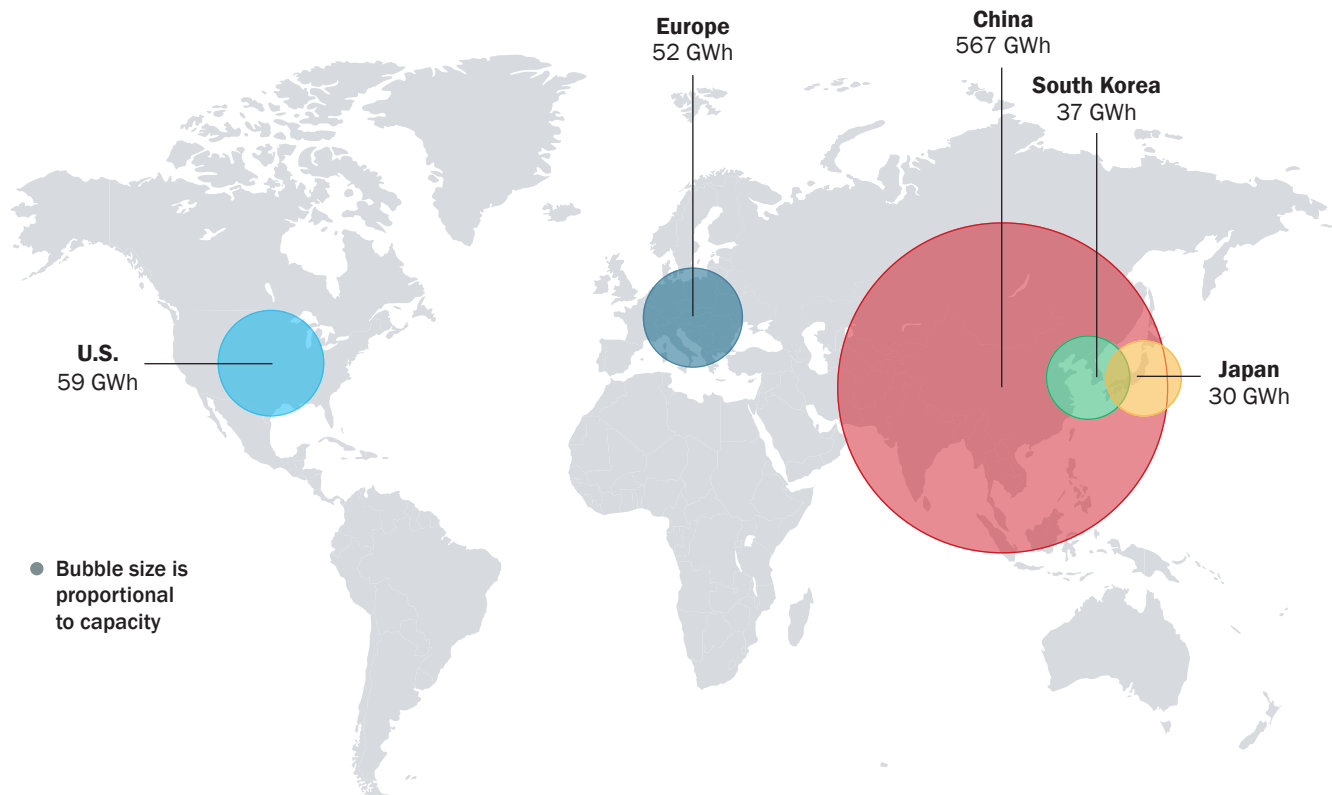 Europe
52 GWh
China
567 GWh
South Korea
37 GWh
U.S.
59 GWh
Japan
30 GWh
Bubble size is
proportional
to capacity